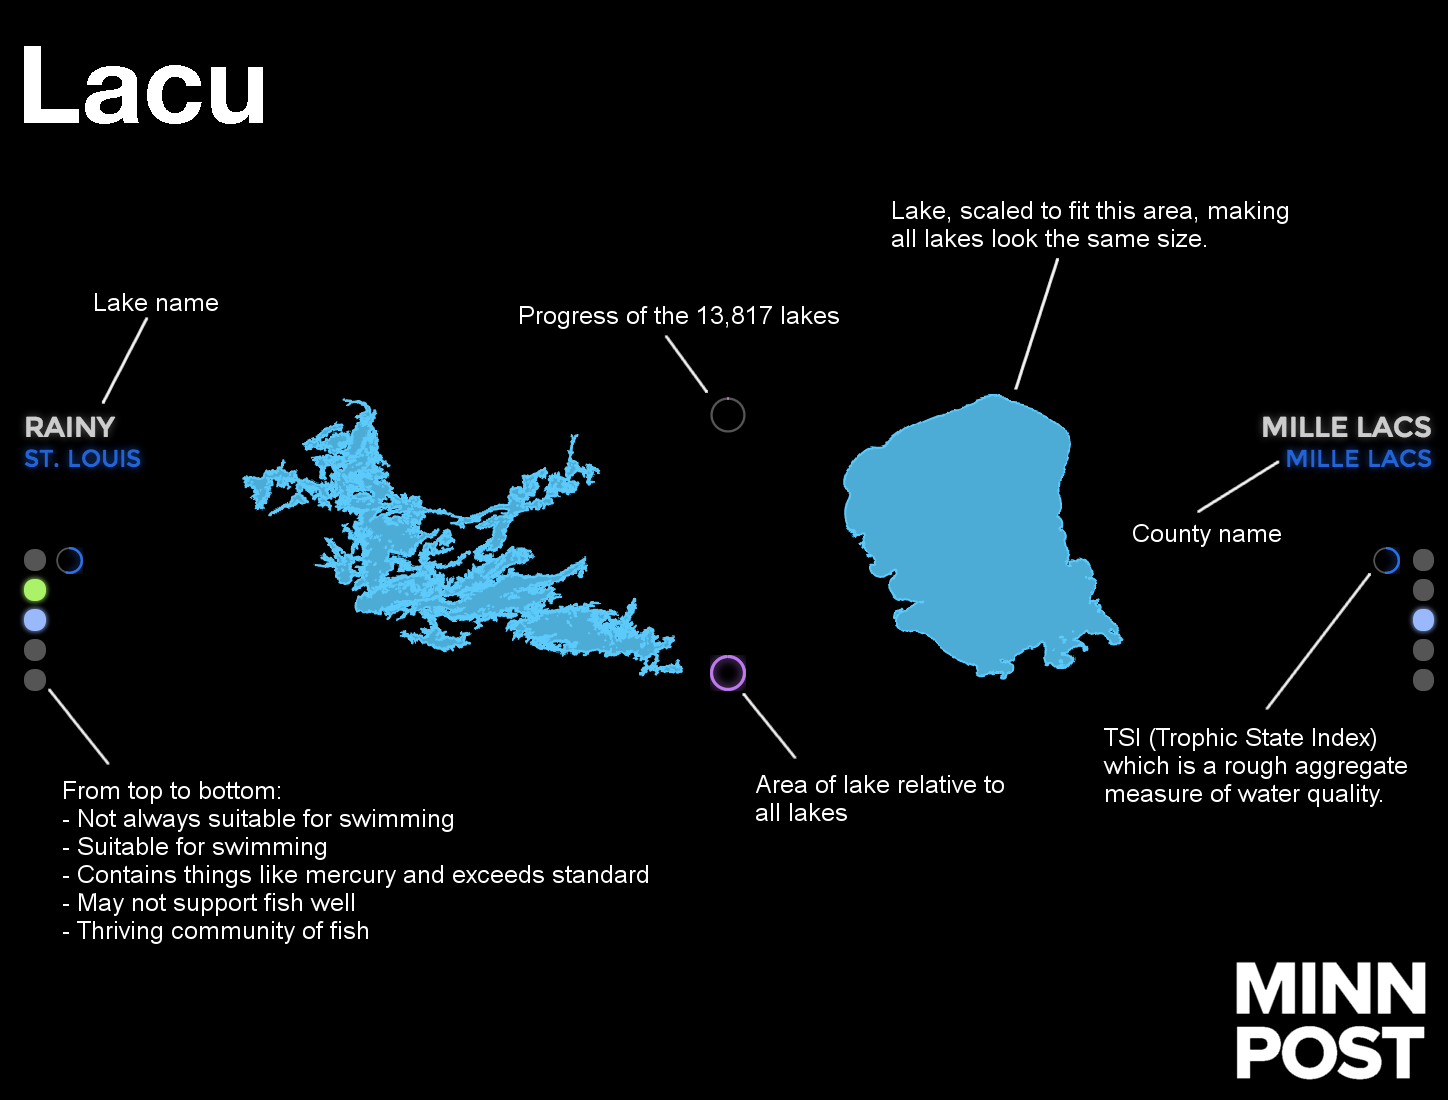 Lacu
Lake, scaled to fit this area, making
all lakes look the same size.
Lake name
Progress of the 13,817 lakes
RAINY
ST. LOUIS
MILLE LACS
MILLE LACS
County name
From top to bottom:
- Not always suitable for swimming
- Suitable for swimming
- Contains things like mercury and exceeds standard
- May not support fish well
- Thriving community of fish
Area of lake relative to
all lakes
TSI (Trophic State Index)
which is a rough aggregate
measure of water quality.
MINN
POST